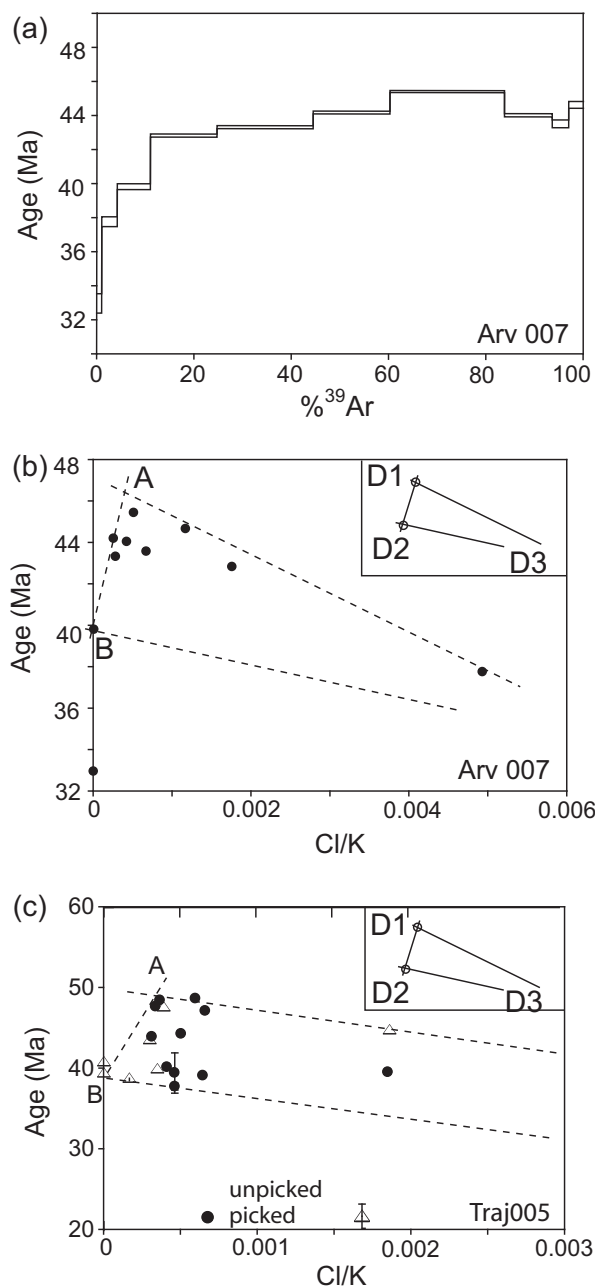 (a)
48
44
40
36
32
Age (Ma)
Arv 007
0 20 40 60 80 100
%³⁹Ar
(b)
48
44
40
36
32
Age (Ma)
A
B
D1
D2
D3
Arv 007
0 0.002 0.004 0.006
Cl/K
(c)
60
50
40
30
20
Age (Ma)
A
B
D1
D2
D3
unpicked
picked
Traj005
0 0.001 0.002 0.003
Cl/K